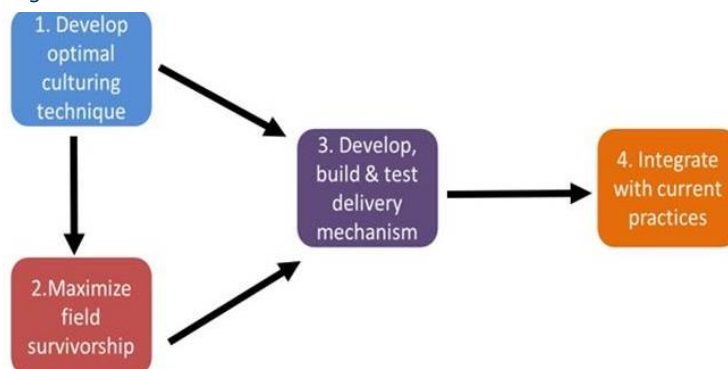 1. Develop
optimal
culturing
technique
2.Maximize
field
survivorship
3. Develop,
build & test
delivery
mechanism
4. Integrate
with current
practices